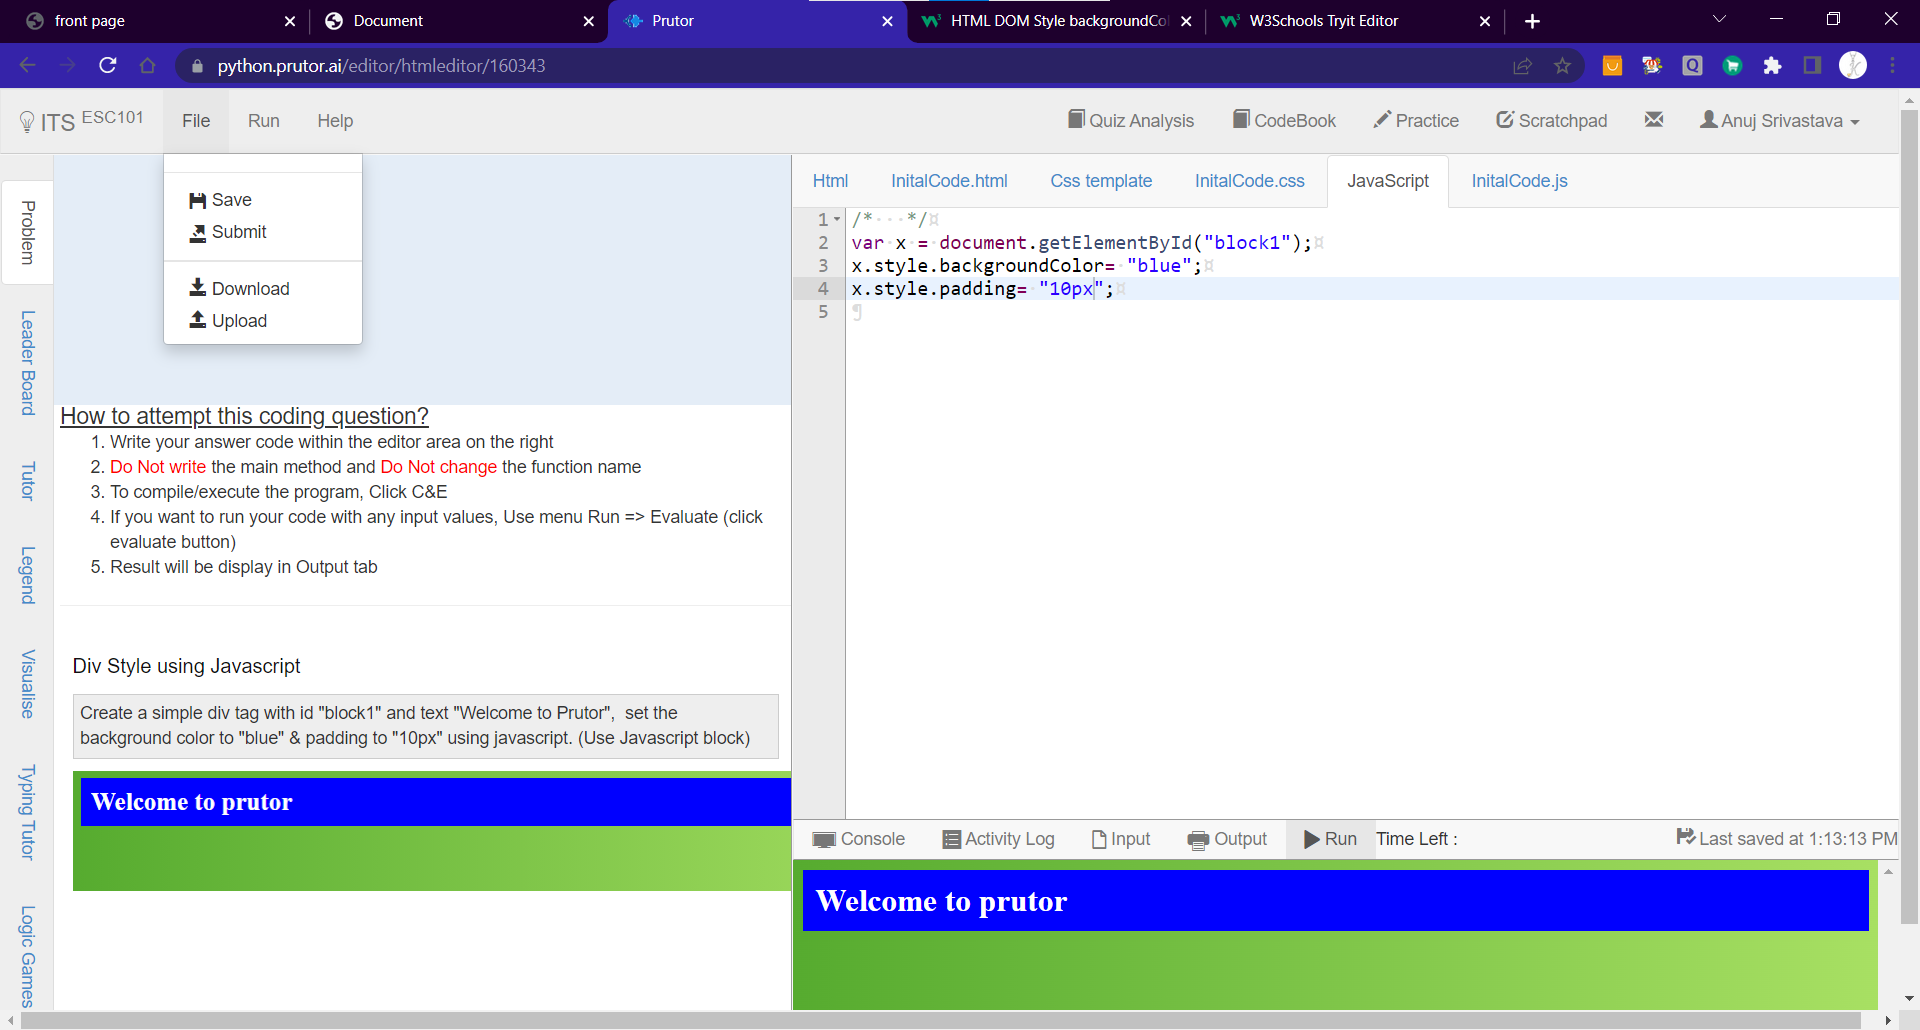 front page
Document
Prutor
HTML DOM Style backgroundCol
W3Schools Tryit Editor
python.prutor.ai/editor/htmleditor/160343
ITS ESC101
File
Run
Help
Quiz Analysis
CodeBook
Practice
Scratchpad
Anuj Srivastava
Save
Submit
Download
Upload
Problem
Leader Board
Tutor
Legend
Visualise
Typing Tutor
Logic Games
How to attempt this coding question?
1. Write your answer code within the editor area on the right
2. Do Not write the main method and Do Not change the function name
3. To compile/execute the program, Click C&E
4. If you want to run your code with any input values, Use menu Run => Evaluate (click
evaluate button)
5. Result will be display in Output tab
Div Style using Javascript
Create a simple div tag with id "block1" and text "Welcome to Prutor", set the
background color to "blue" & padding to "10px" using javascript. (Use Javascript block)
Welcome to prutor
Html
InitalCode.html
Css template
InitalCode.css
JavaScript
InitalCode.js
1 /* ··· */¤
2 var·x·=·document.getElementById("block1");¤
3 x.style.backgroundColor=·"blue";¤
4 x.style.padding=·"10px";¤
5 ¶
Console
Activity Log
Input
Output
Run
Time Left :
Last saved at 1:13:13 PM
Welcome to prutor